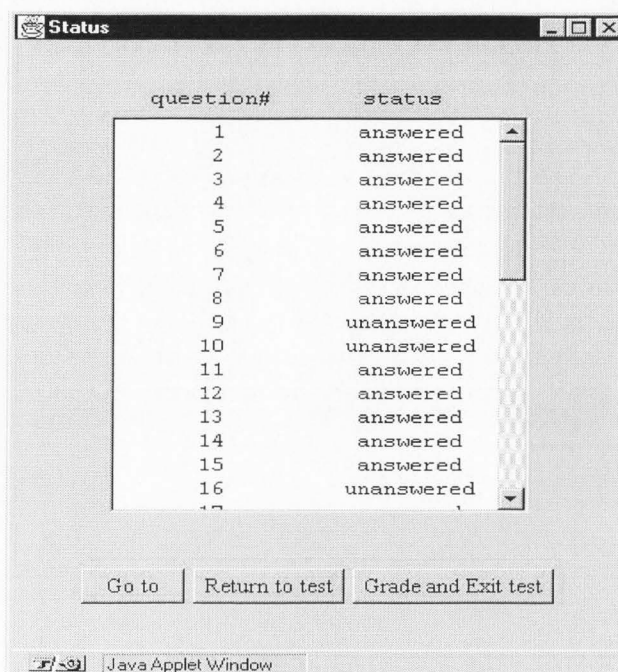 Status
question# status
1 answered
2 answered
3 answered
4 answered
5 answered
6 answered
7 answered
8 answered
9 unanswered
10 unanswered
11 answered
12 answered
13 answered
14 answered
15 answered
16 unanswered
Go to Return to test Grade and Exit test
Java Applet Window